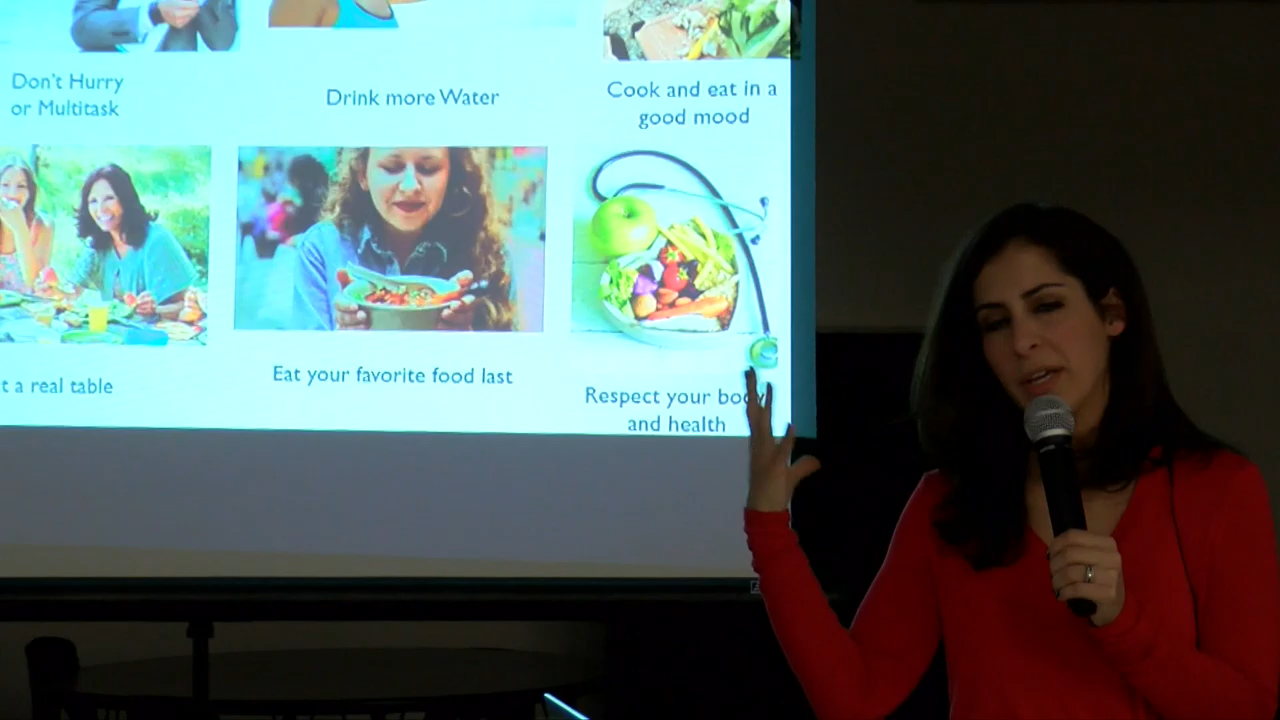 Don't Hurry
or Multitask
Drink more Water
Cook and eat in a
good mood
t a real table
Eat your favorite food last
Respect your body
and health